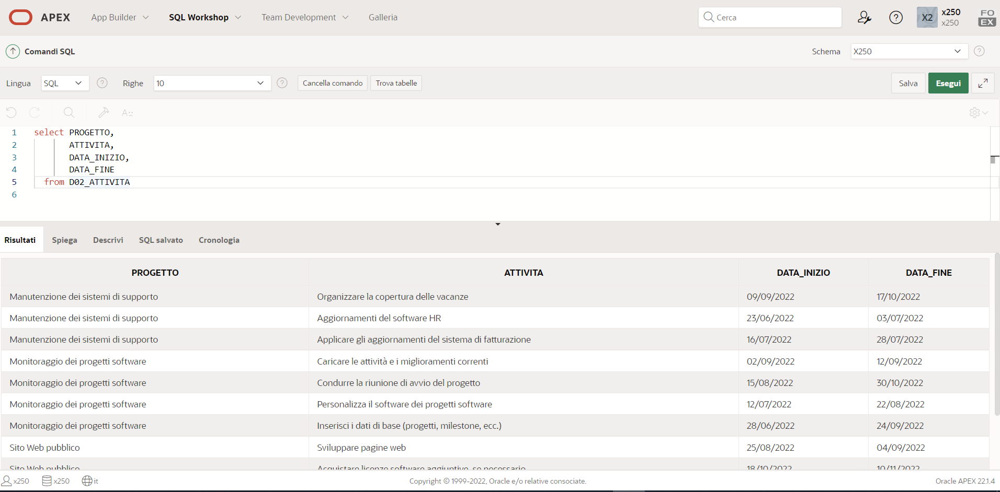 APEX App Builder SQL Workshop Team Development Galleria Cerca X2 x250 x250 FO EX
Comandi SQL Schema X250
Lingua SQL Righe 10 Cancella comando Trova tabelle Salva Esegui
1 select PROGETTO,
2 ATTIVITA,
3 DATA_INIZIO,
4 DATA_FINE
5 from D02_ATTIVITA
6
Risultati Spiega Descrivi SQL salvato Cronologia
PROGETTO ATTIVITA DATA_INIZIO DATA_FINE
Manutenzione dei sistemi di supporto Organizzare la copertura delle vacanze 09/09/2022 17/10/2022
Manutenzione dei sistemi di supporto Aggiornamenti del software HR 23/06/2022 03/07/2022
Manutenzione dei sistemi di supporto Applicare gli aggiornamenti del sistema di fatturazione 16/07/2022 28/07/2022
Monitoraggio dei progetti software Caricare le attività e i miglioramenti correnti 02/09/2022 12/09/2022
Monitoraggio dei progetti software Condurre la riunione di avvio del progetto 15/08/2022 30/10/2022
Monitoraggio dei progetti software Personalizza il software dei progetti software 12/07/2022 22/08/2022
Monitoraggio dei progetti software Inserisci i dati di base (progetti, milestone, ecc.) 28/06/2022 24/09/2022
Sito Web pubblico Sviluppare pagine web 25/08/2022 04/09/2022
Sito Web pubblico Acquistare licenze software aggiuntive, se necessario 18/10/2022 10/11/2022
x250 x250 it Copyright © 1999-2022, Oracle e/o relative consociate. Oracle APEX 22.1.4